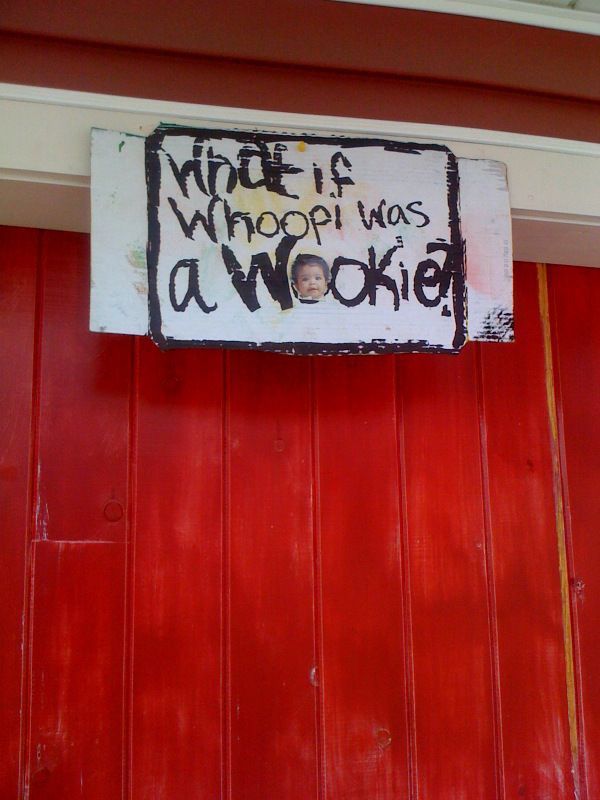 What if
Whoopi was
a Wookie?